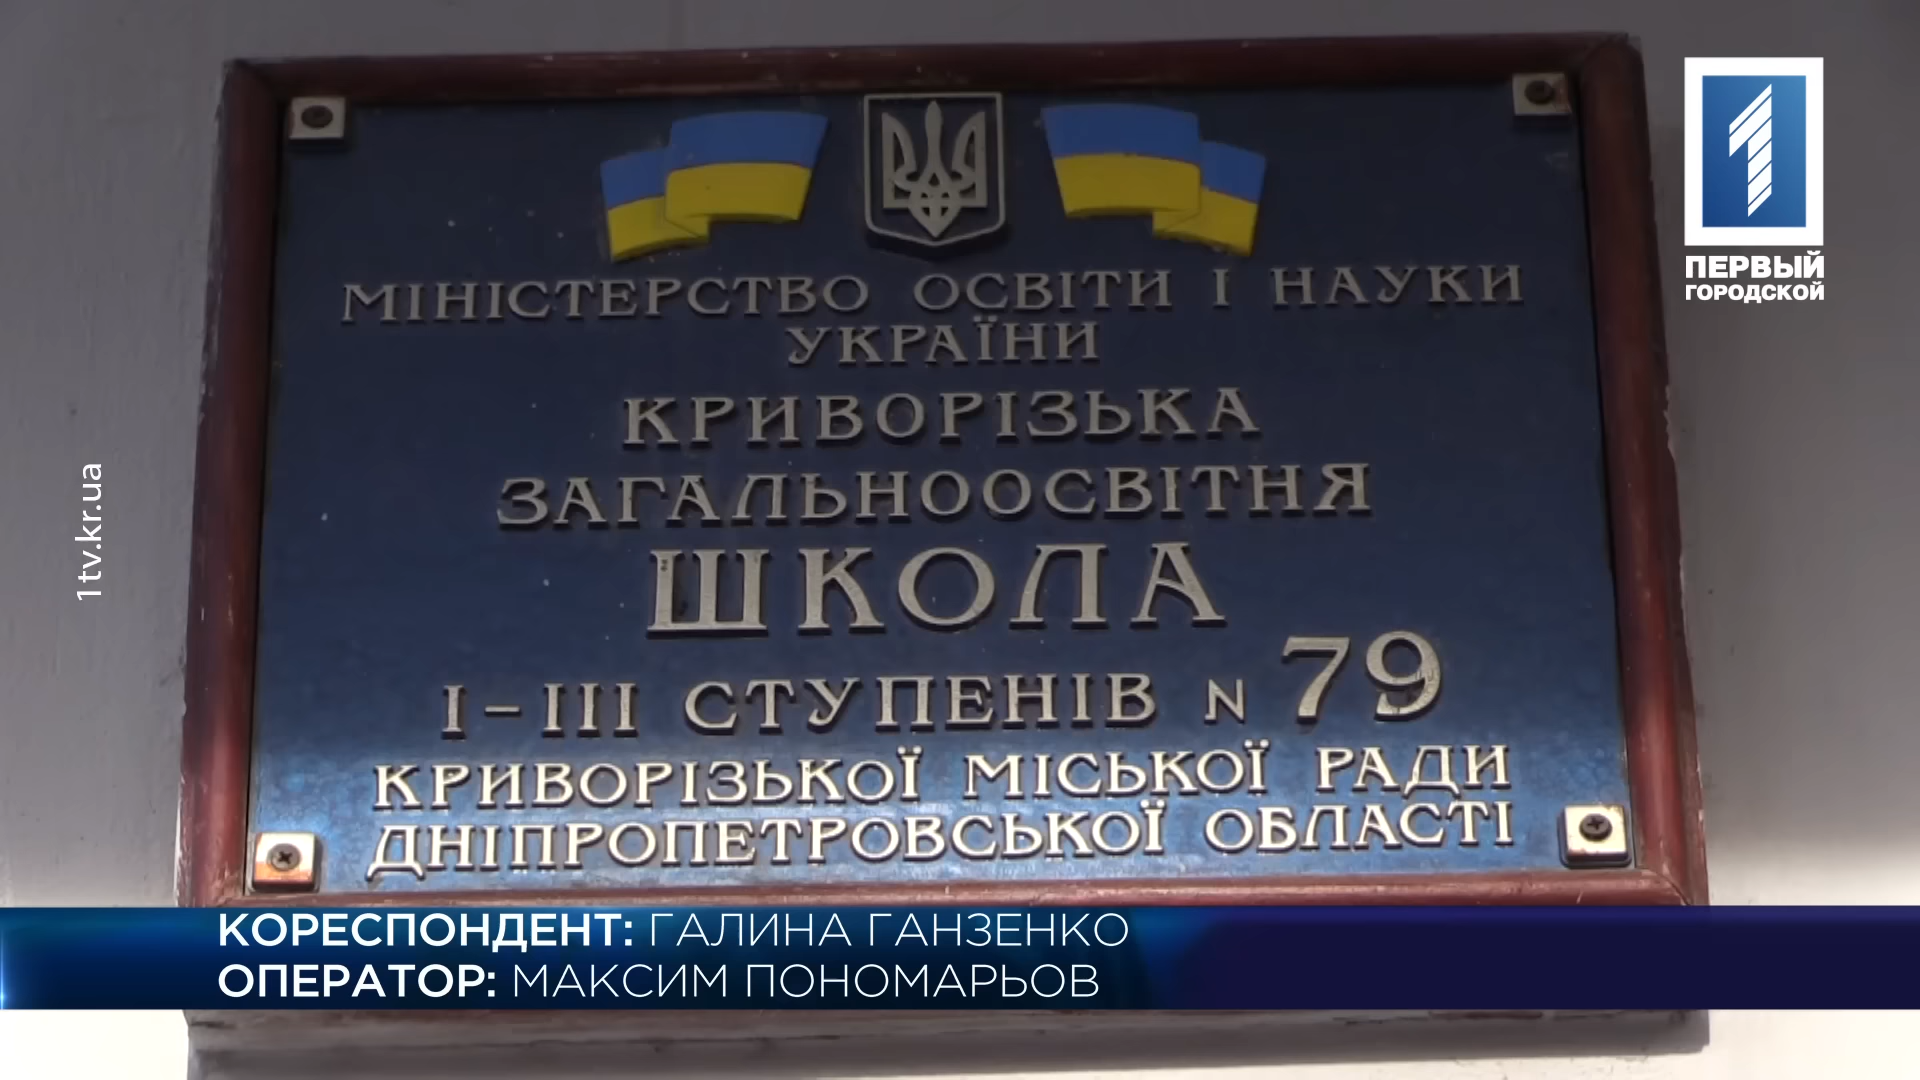 МІНІСТЕРСТВО ОСВІТИ І НАУКИ
УКРАЇНИ
КРИВОРІЗЬКА
ЗАГАЛЬНООСВІТНЯ
ШКОЛА
І-ІІІ СТУПЕНІВ N 79
КРИВОРІЗЬКОЇ МІСЬКОЇ РАДИ
ДНІПРОПЕТРОВСЬКОЇ ОБЛАСТІ
ПЕРВЫЙ
ГОРОДСКОЙ
1tv.kr.ua
КОРЕСПОНДЕНТ: ГАЛИНА ГАНЗЕНКО
ОПЕРАТОР: МАКСИМ ПОНОМАРЬОВ